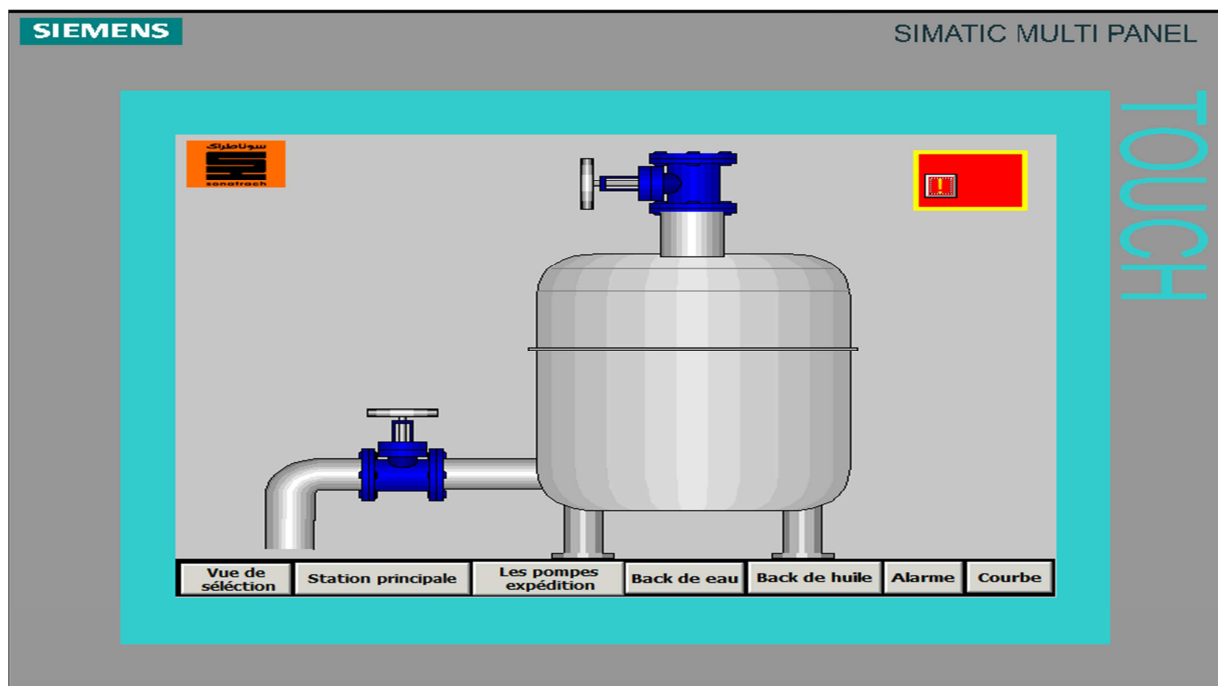 SIEMENS
SIMATIC MULTI PANEL
TOUCH
سوناطراك
sonatrach
!
Vue de
séléction
Station principale
Les pompes
expédition
Back de eau
Back de huile
Alarme
Courbe